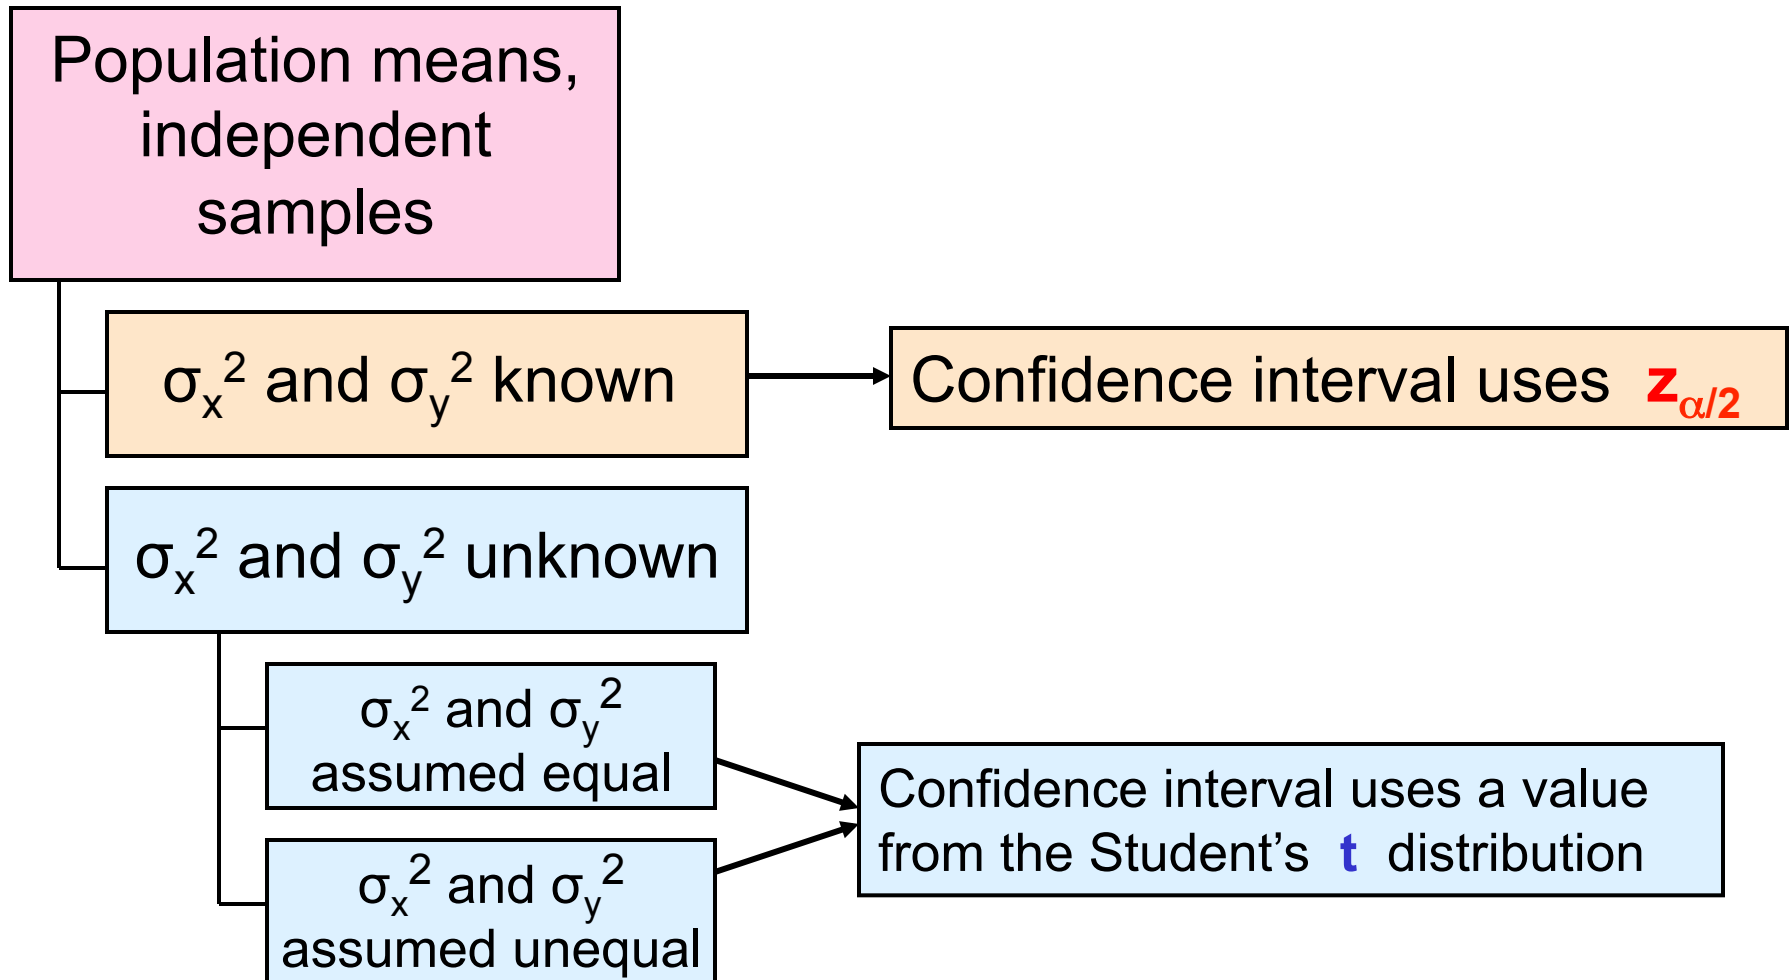 Population means,
independent
samples
σx² and σy² known
Confidence interval uses zα/2
σx² and σy² unknown
σx² and σy²
assumed equal
Confidence interval uses a value
from the Student’s t distribution
σx² and σy²
assumed unequal